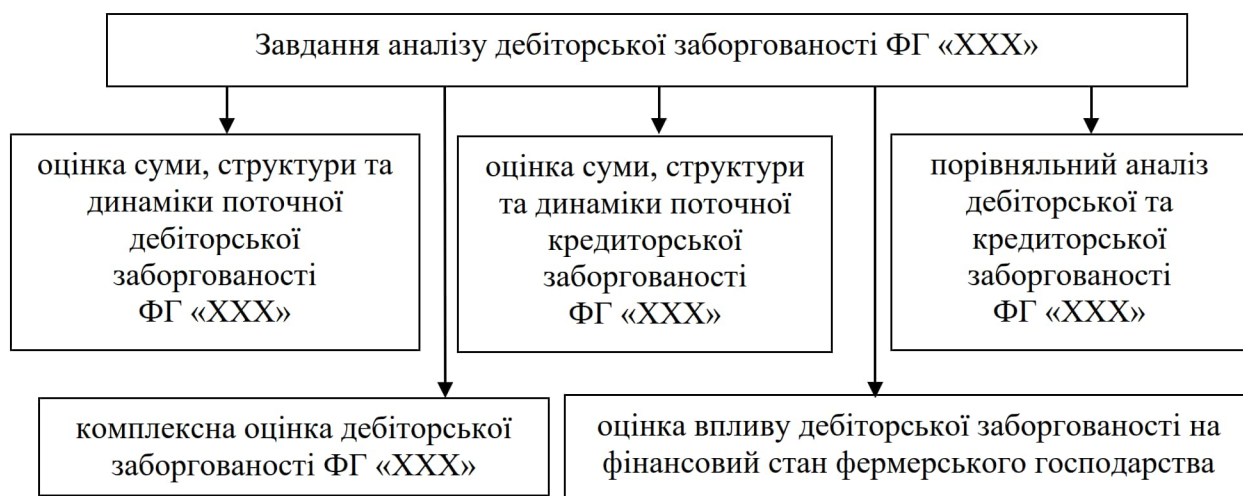 Завдання аналізу дебіторської заборгованості ФГ «ХХХ»
оцінка суми, структури та
динаміки поточної
дебіторської
заборгованості
ФГ «ХХХ»
оцінка суми, структури
та динаміки поточної
кредиторської
заборгованості
ФГ «ХХХ»
порівняльний аналіз
дебіторської та
кредиторської
заборгованості
ФГ «ХХХ»
комплексна оцінка дебіторської
заборгованості ФГ «ХХХ»
оцінка впливу дебіторської заборгованості на
фінансовий стан фермерського господарства